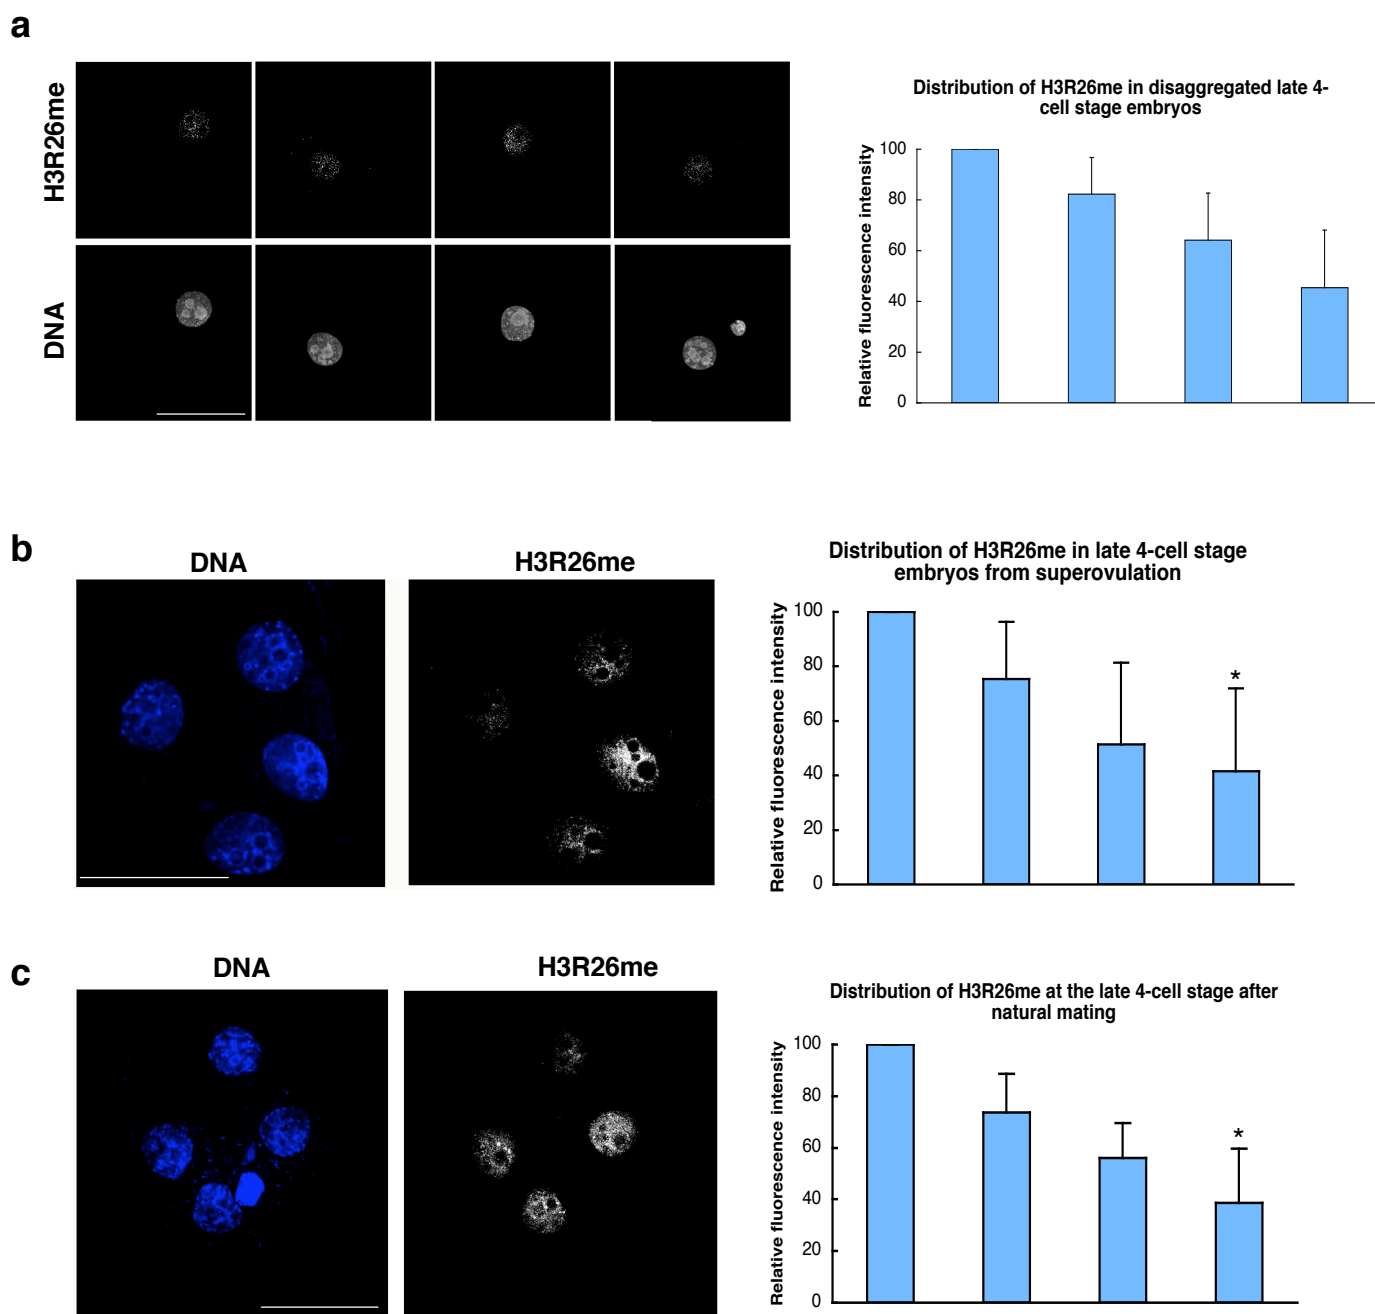 a
H3R26me
DNA
Distribution of H3R26me in disaggregated late 4-
cell stage embryos
Relative fluorescence intensity
100
80
60
40
20
0
b
DNA
H3R26me
Distribution of H3R26me in late 4-cell stage
embryos from superovulation
Relative fluorescence intensity
100
80
60
40
20
0
*
c
DNA
H3R26me
Distribution of H3R26me at the late 4-cell stage after
natural mating
Relative fluorescence intensity
100
80
60
40
20
0
*